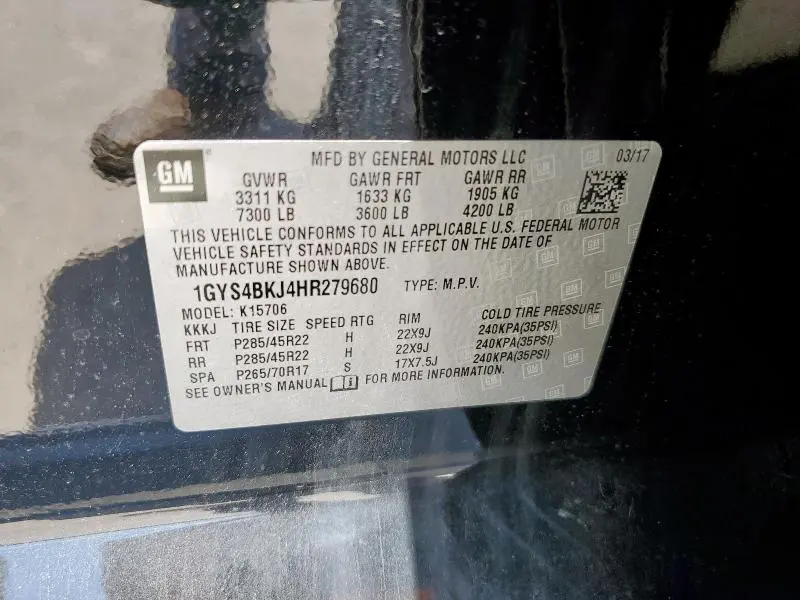 GM
MFD BY GENERAL MOTORS LLC 03/17
GVWR GAWR FRT GAWR RR
3311 KG 1633 KG 1905 KG
7300 LB 3600 LB 4200 LB
THIS VEHICLE CONFORMS TO ALL APPLICABLE U.S. FEDERAL MOTOR
VEHICLE SAFETY STANDARDS IN EFFECT ON THE DATE OF
MANUFACTURE SHOWN ABOVE.
1GYS4BKJ4HR279680 TYPE: M.P.V.
MODEL: K15706
KKKJ TIRE SIZE SPEED RTG RIM COLD TIRE PRESSURE
FRT P285/45R22 H 22X9J 240KPA(35PSI)
RR P285/45R22 H 22X9J 240KPA(35PSI)
SPA P265/70R17 S 17X7.5J 240KPA(35PSI)
SEE OWNER'S MANUAL FOR MORE INFORMATION.